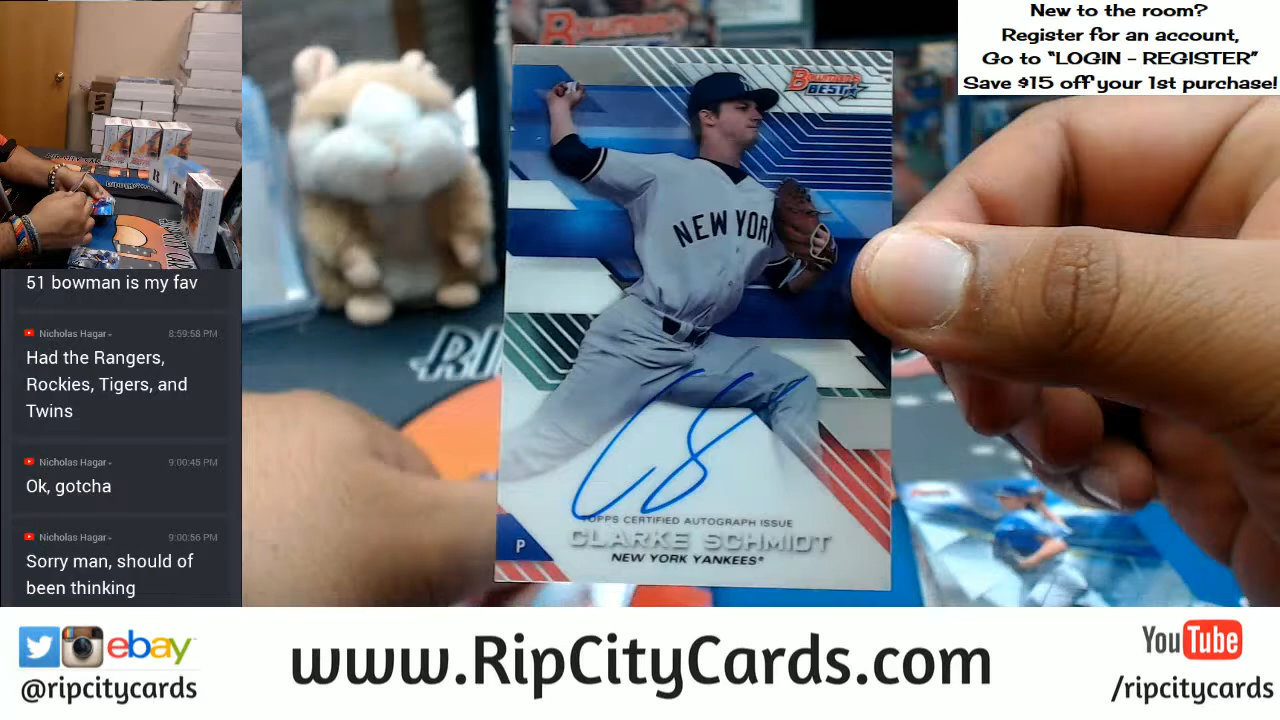 New to the room?
Register for an account,
Go to "LOGIN - REGISTER"
Save $15 off your 1st purchase!
BOWMAN'S
BEST
NEW YORK
51 bowman is my fav
Nicholas Hagar
8:59:58 PM
Had the Rangers,
Rockies, Tigers, and
Twins
Nicholas Hagar
9:00:45 PM
Ok, gotcha
Nicholas Hagar
9:00:56 PM
Sorry man, should of
been thinking
TOPPS CERTIFIED AUTOGRAPH ISSUE
P
CLARKE SCHMIDT
NEW YORK YANKEES®
ebay
@ripcitycards
www.RipCityCards.com
YouTube
/ripcitycards